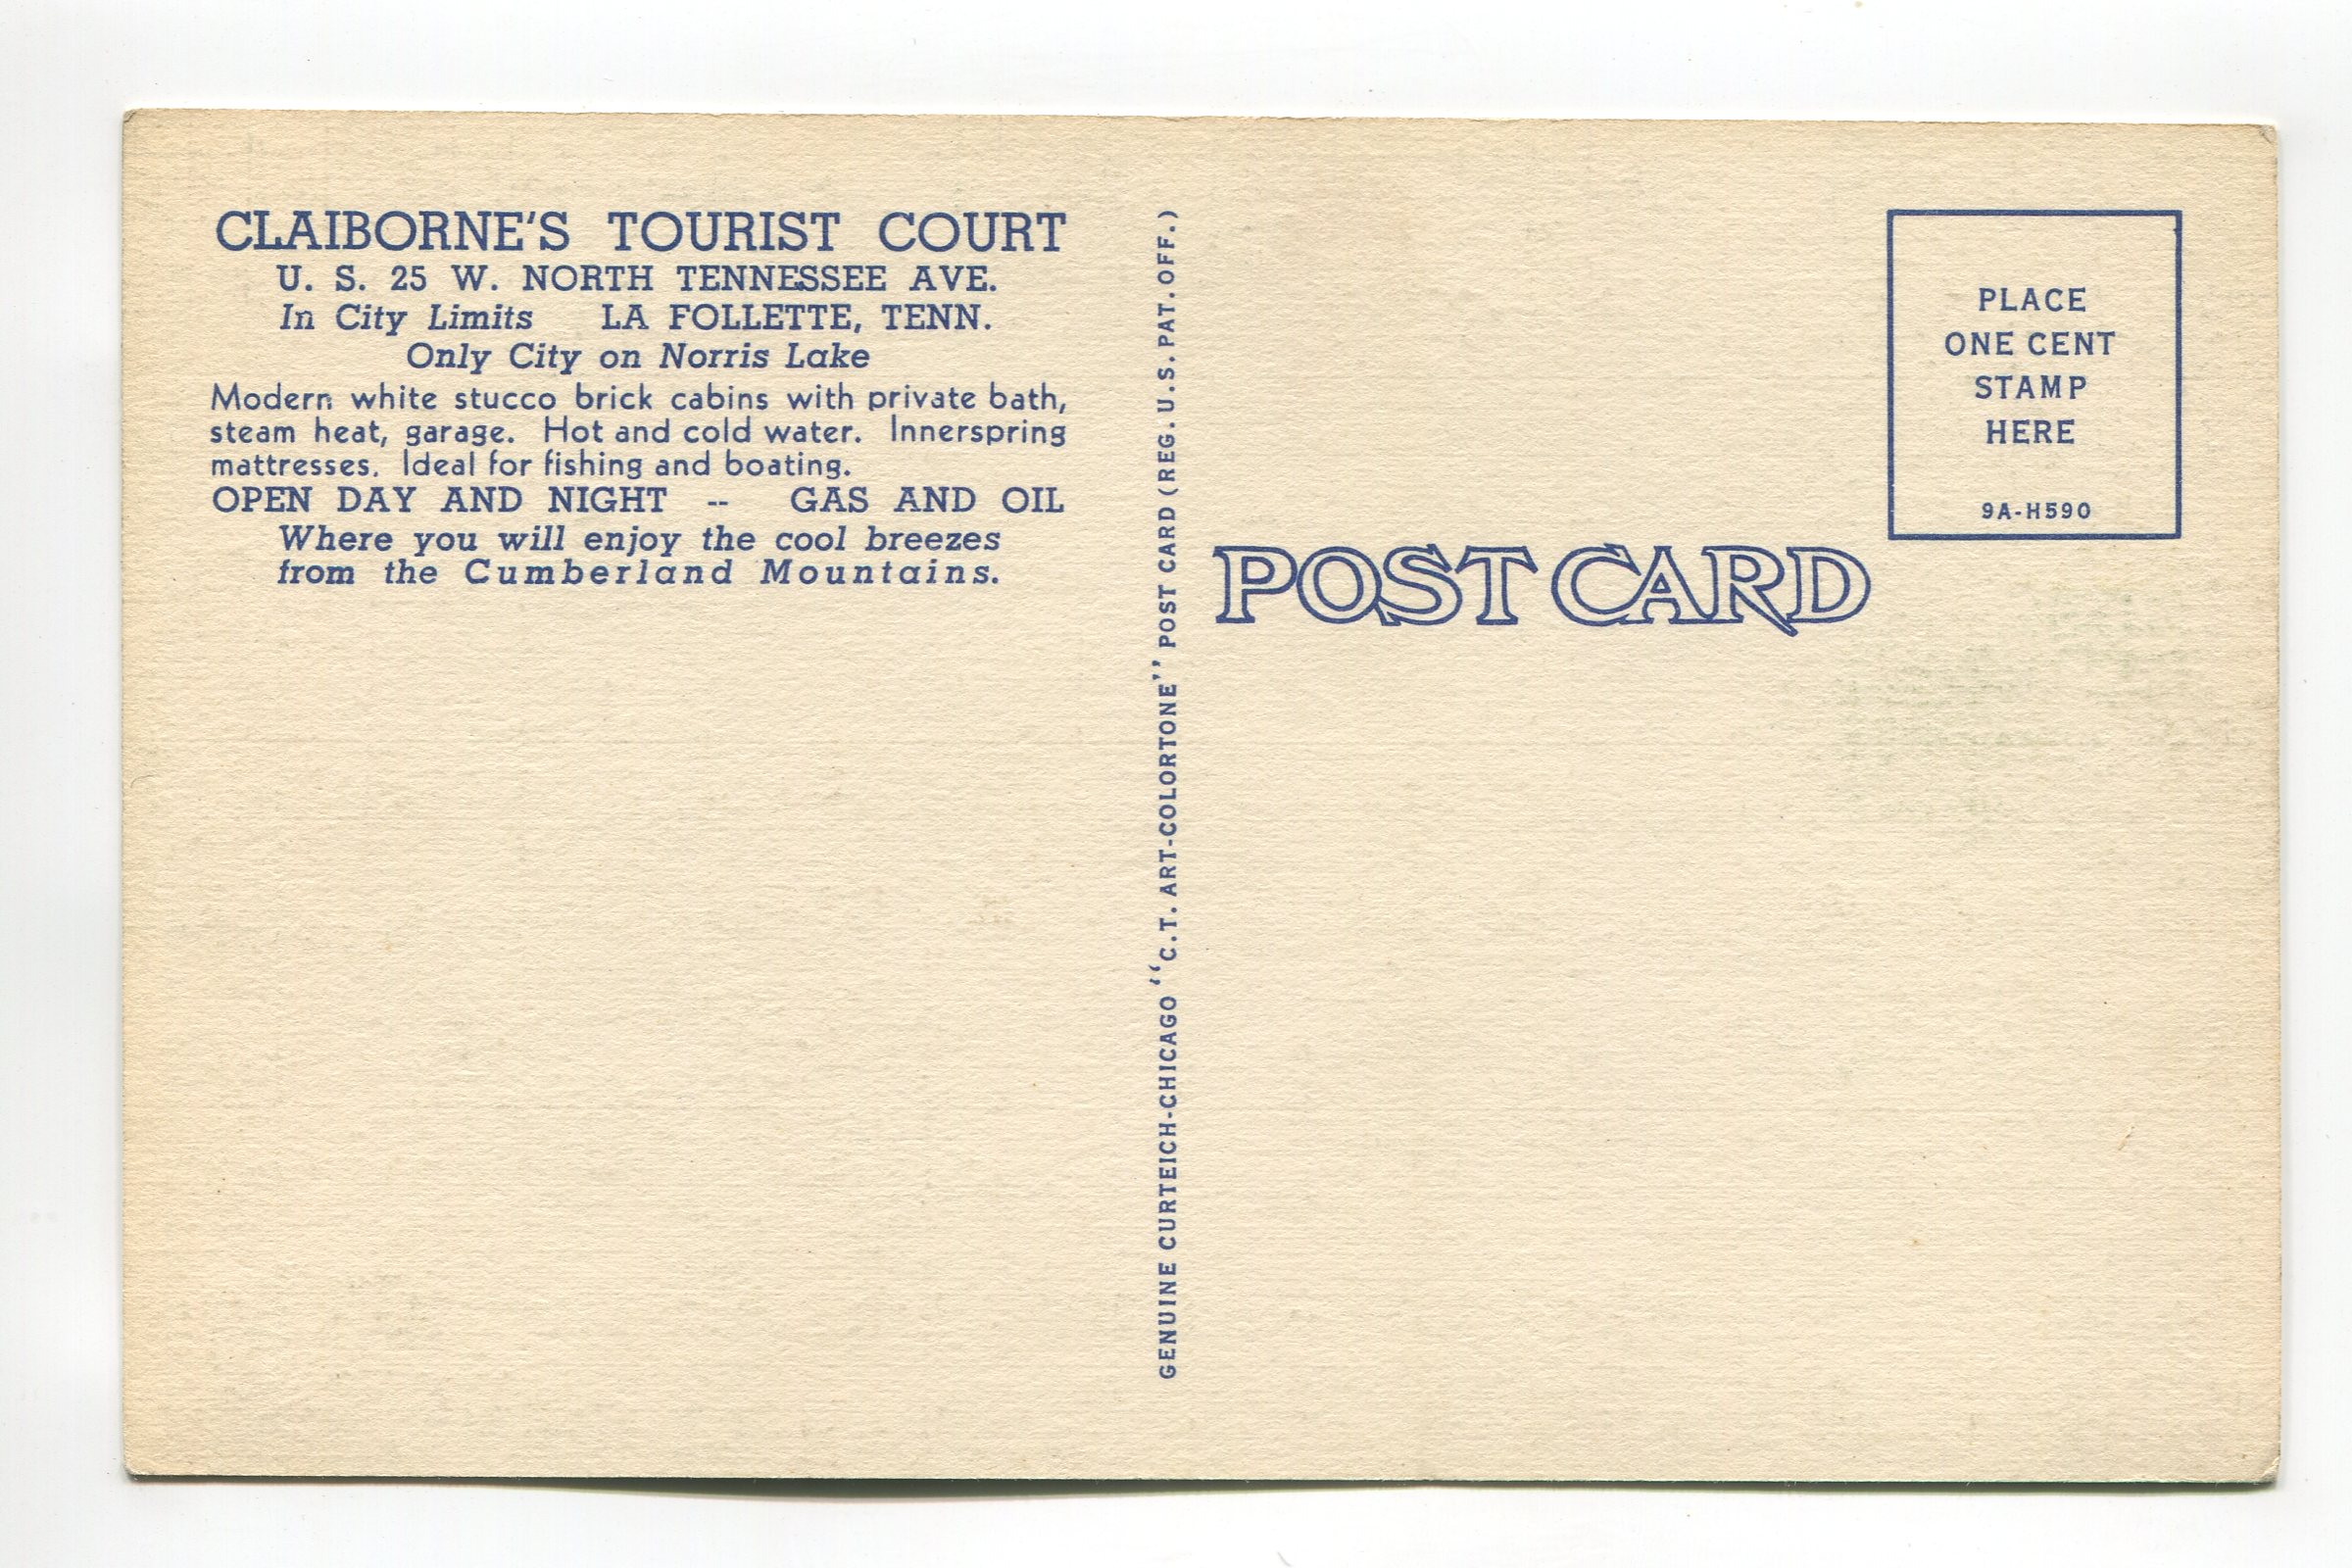 CLAIBORNE'S TOURIST COURT
U. S. 25 W. NORTH TENNESSEE AVE.
In City Limits LA FOLLETTE, TENN.
Only City on Norris Lake
Modern white stucco brick cabins with private bath,
steam heat, garage. Hot and cold water. Innerspring
mattresses. Ideal for fishing and boating.
OPEN DAY AND NIGHT -- GAS AND OIL
Where you will enjoy the cool breezes
from the Cumberland Mountains.
GENUINE CURTEICH-CHICAGO "C.T. ART-COLORTONE" POST CARD (REG. U.S. PAT. OFF.)
POST CARD
PLACE
ONE CENT
STAMP
HERE
9A-H590